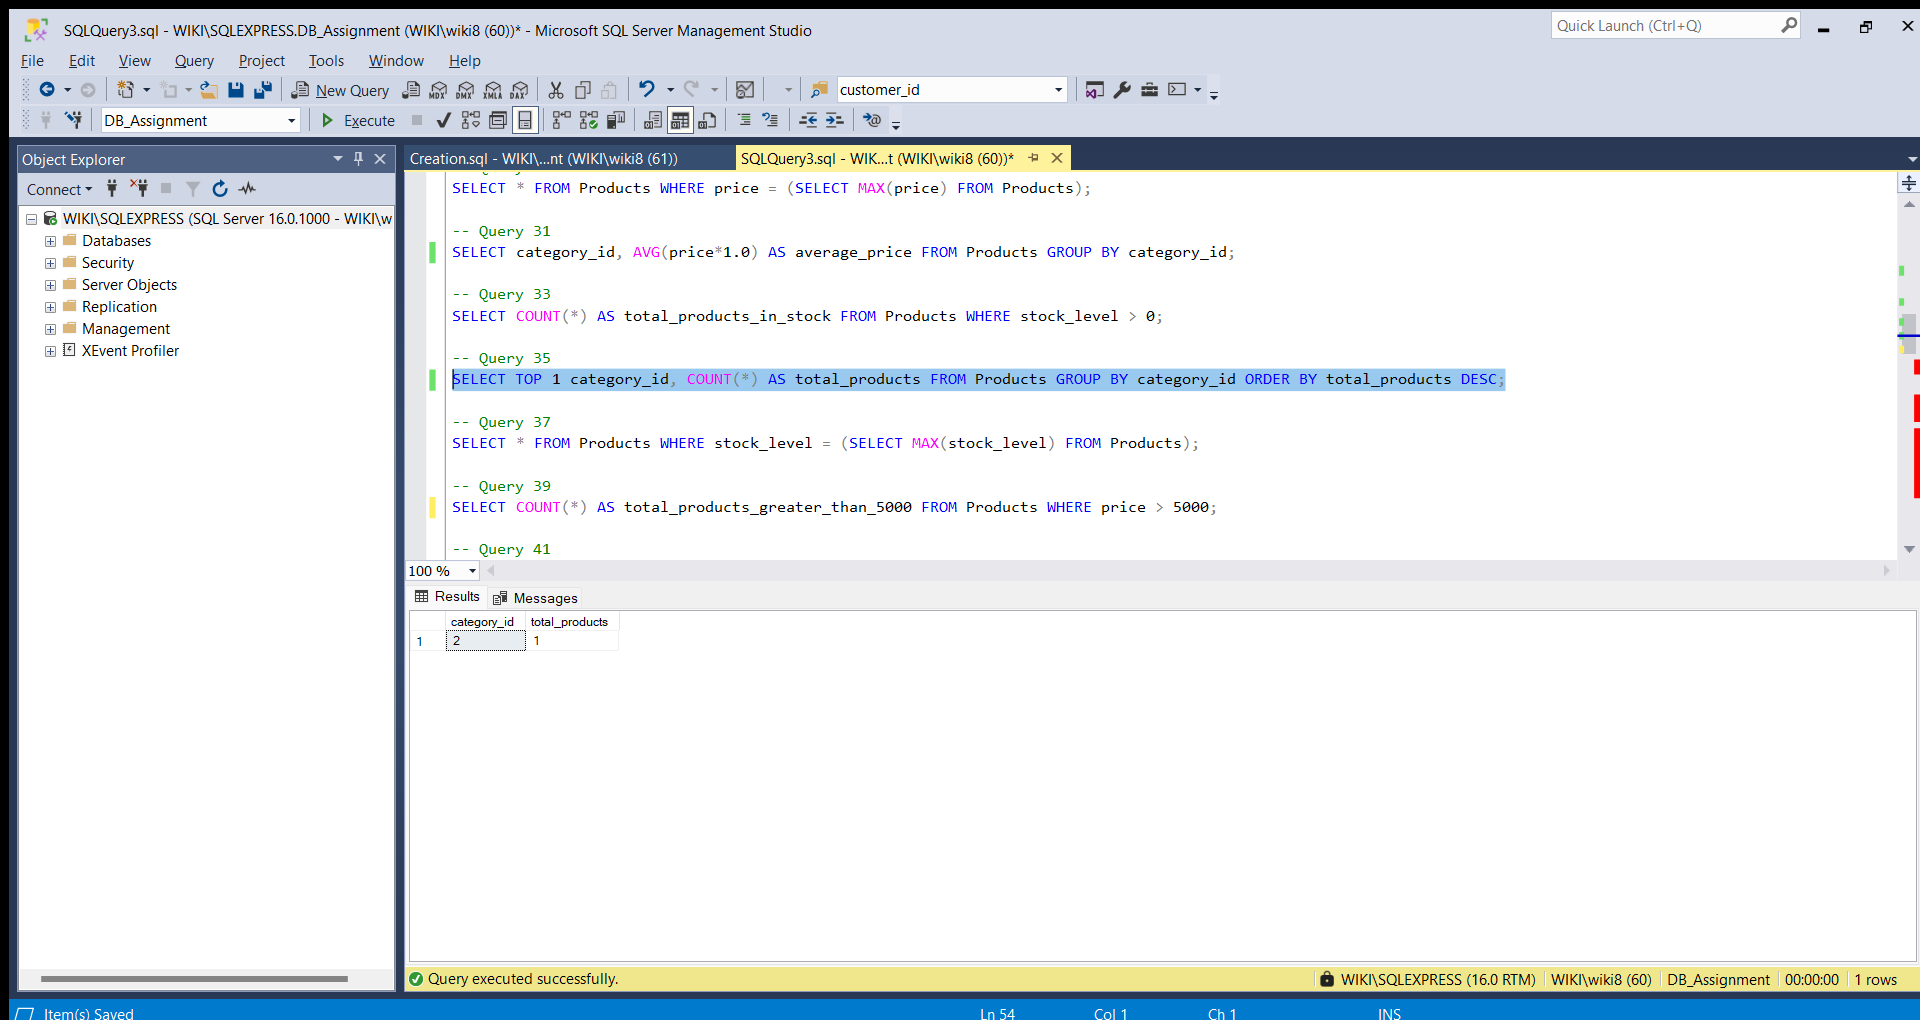 SQLQuery3.sql - WIKI\SQLEXPRESS.DB_Assignment (WIKI\wiki8 (60))* - Microsoft SQL Server Management Studio
Quick Launch (Ctrl+Q)
File Edit View Query Project Tools Window Help
New Query MDX DMX XMLA DAX customer_id
DB_Assignment Execute
Object Explorer
Connect
WIKI\SQLEXPRESS (SQL Server 16.0.1000 - WIKI\w
Databases
Security
Server Objects
Replication
Management
XEvent Profiler
Creation.sql - WIKI\...nt (WIKI\wiki8 (61)) SQLQuery3.sql - WIK...t (WIKI\wiki8 (60))*
SELECT * FROM Products WHERE price = (SELECT MAX(price) FROM Products);
-- Query 31
SELECT category_id, AVG(price*1.0) AS average_price FROM Products GROUP BY category_id;
-- Query 33
SELECT COUNT(*) AS total_products_in_stock FROM Products WHERE stock_level > 0;
-- Query 35
SELECT TOP 1 category_id, COUNT(*) AS total_products FROM Products GROUP BY category_id ORDER BY total_products DESC;
-- Query 37
SELECT * FROM Products WHERE stock_level = (SELECT MAX(stock_level) FROM Products);
-- Query 39
SELECT COUNT(*) AS total_products_greater_than_5000 FROM Products WHERE price > 5000;
-- Query 41
100 %
Results Messages
category_id total_products
1 2 1
Query executed successfully. WIKI\SQLEXPRESS (16.0 RTM) WIKI\wiki8 (60) DB_Assignment 00:00:00 1 rows
Item(s) Saved Ln 54 Col 1 Ch 1 INS